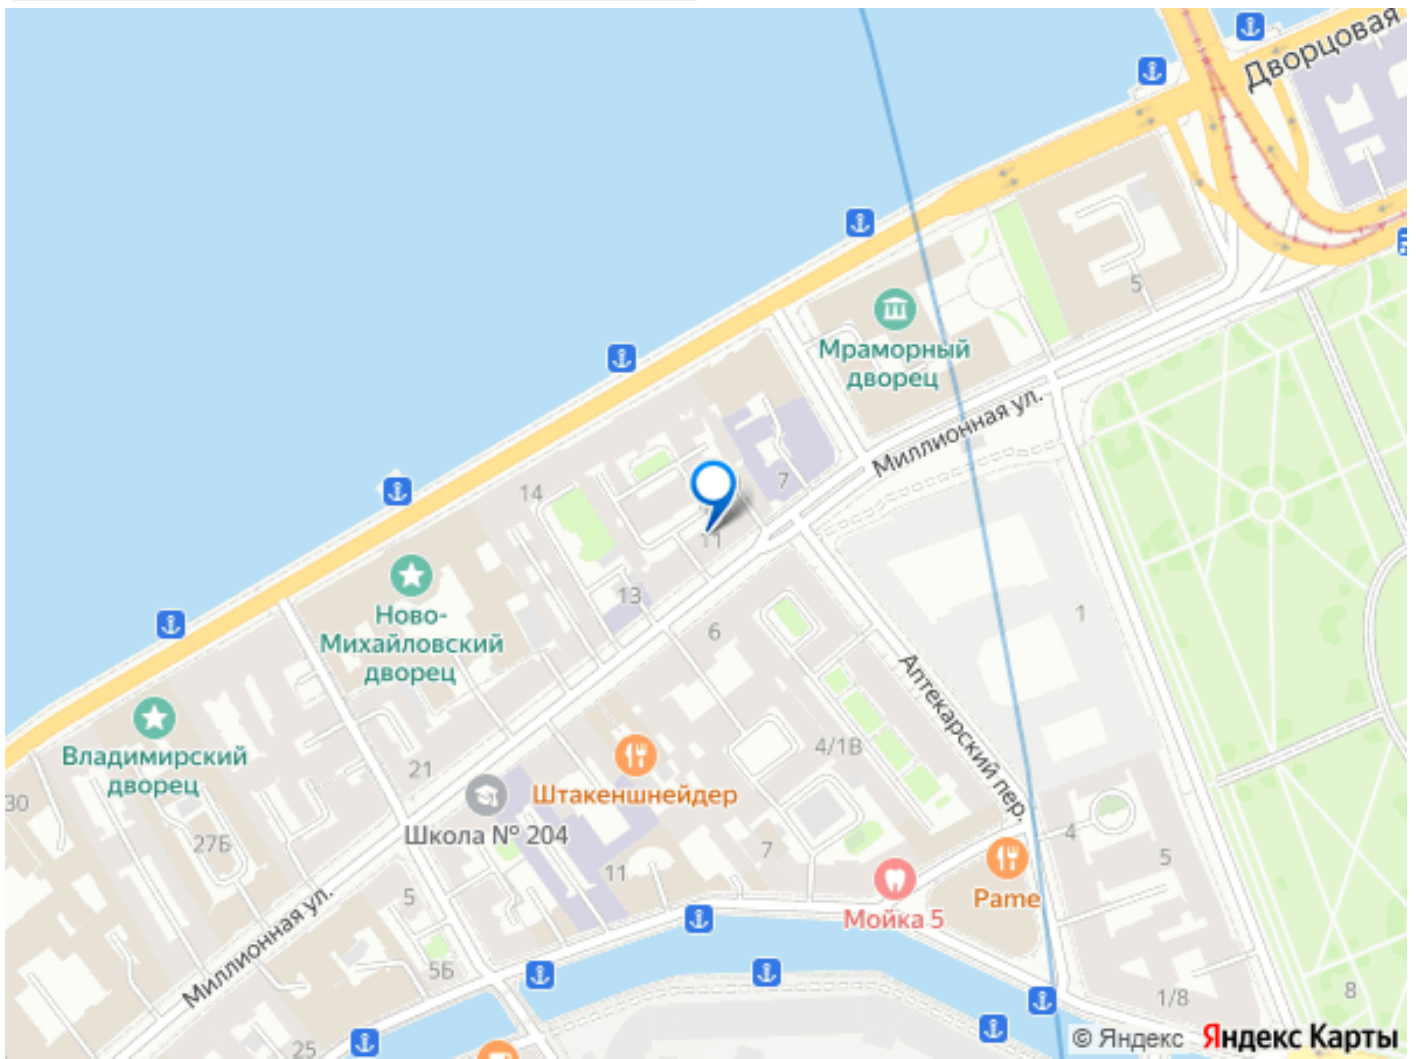 Дворцовая
5
Мраморный
дворец
Миллионная ул.
7
14
11
13
1
6
Ново-
Михайловский
дворец
Аптекарский пер.
Владимирский
дворец
4/1В
21
Штакеншнейдер
30
Школа № 204
27Б
7
4
5
11
5
Pame
Мойка 5
Миллионная ул.
5Б
1/8
8
25
© Яндекс Яндекс Карты